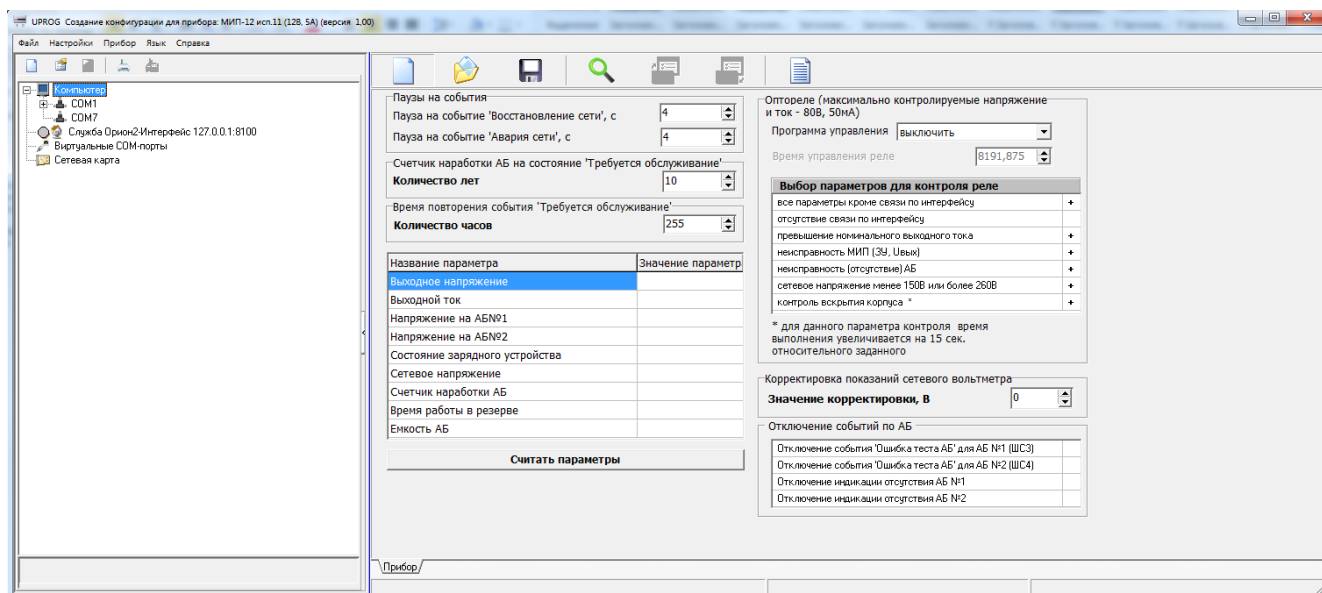 UPROG Создание конфигурации для прибора: МИП-12 исп.11 (12В, 5А) (версия 1,00)
Файл Настройки Прибор Язык Справка
Компьютер
COM1
COM7
Служба Орион2-Интерфейс 127.0.0.1:8100
Виртуальные COM-порты
Сетевая карта
Паузы на события
Пауза на событие 'Восстановление сети', с 4
Пауза на событие 'Авария сети', с 4
Счетчик наработки АБ на состояние 'Требуется обслуживание'
Количество лет 10
Время повторения события 'Требуется обслуживание'
Количество часов 255
Название параметра Значение параметр
Выходное напряжение
Выходной ток
Напряжение на АБ№1
Напряжение на АБ№2
Состояние зарядного устройства
Сетевое напряжение
Счетчик наработки АБ
Время работы в резерве
Емкость АБ
Считать параметры
Оптореле (максимально контролируемые напряжение
и ток - 80В, 50мА)
Программа управления выключить
Время управления реле 8191,875
Выбор параметров для контроля реле
все параметры кроме связи по интерфейсу +
отсутствие связи по интерфейсу
превышение номинального выходного тока +
неисправность МИП (ЗУ, Uвых) +
неисправность (отсутствие) АБ +
сетевое напряжение менее 150В или более 260В +
контроль вскрытия корпуса * +
* для данного параметра контроля время
выполнения увеличивается на 15 сек.
относительного заданного
Корректировка показаний сетевого вольтметра
Значение корректировки, В 0
Отключение событий по АБ
Отключение события 'Ошибка теста АБ' для АБ №1 (ШС3)
Отключение события 'Ошибка теста АБ' для АБ №2 (ШС4)
Отключение индикации отсутствия АБ №1
Отключение индикации отсутствия АБ №2
Прибор